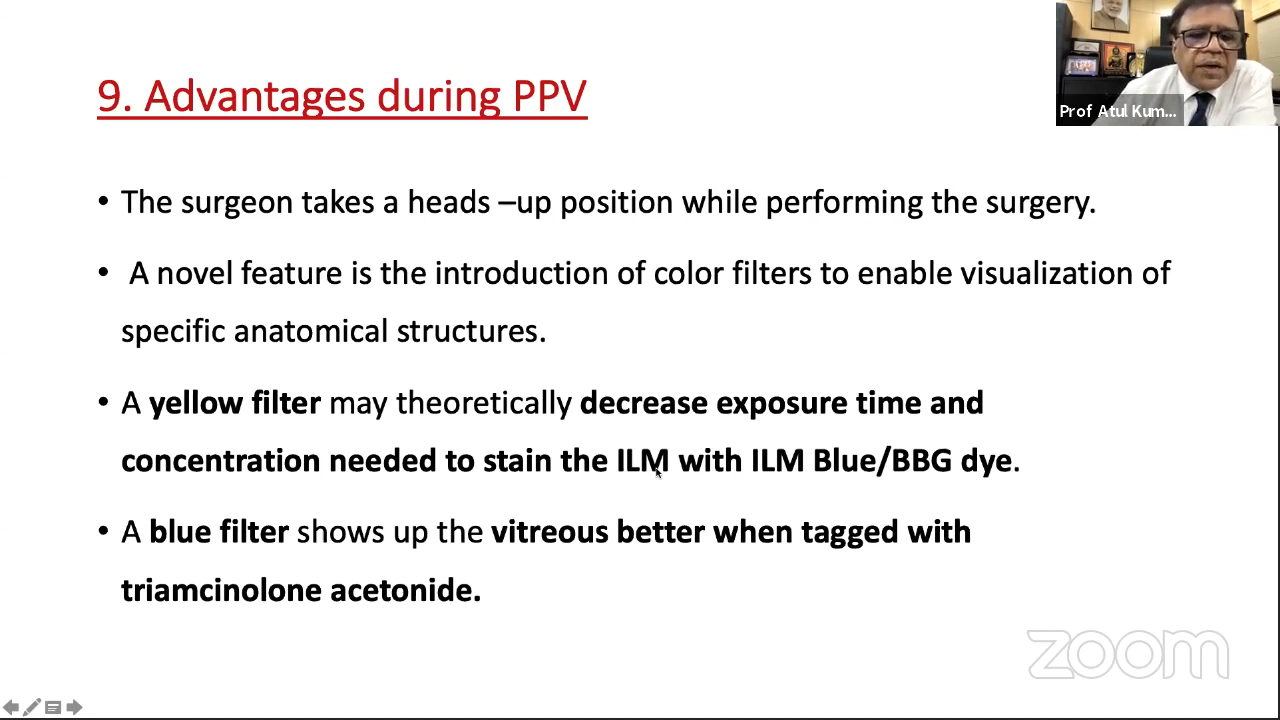 9. Advantages during PPV
Prof Atul Kum...
• The surgeon takes a heads –up position while performing the surgery.
• A novel feature is the introduction of color filters to enable visualization of
specific anatomical structures.
• A yellow filter may theoretically decrease exposure time and
concentration needed to stain the ILM with ILM Blue/BBG dye.
• A blue filter shows up the vitreous better when tagged with
triamcinolone acetonide.
zoom